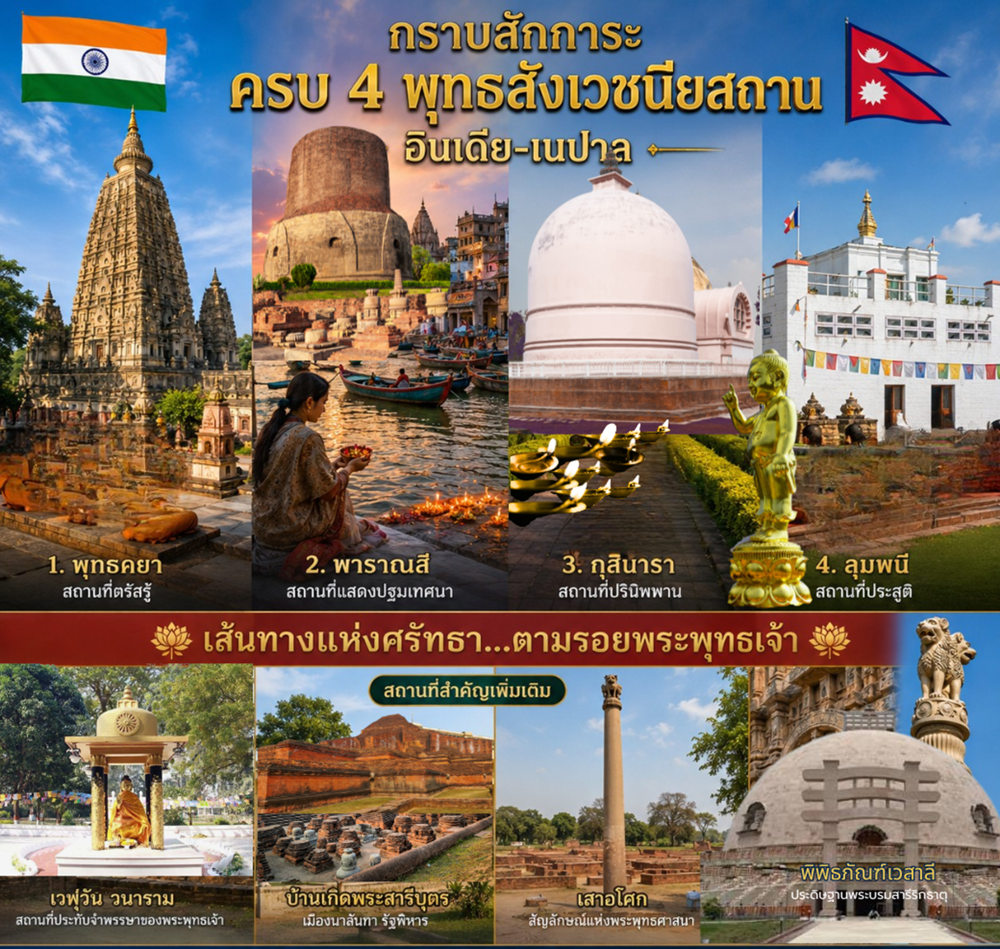 กราบสักการะ
ครบ 4 พุทธสังเวชนียสถาน
อินเดีย-เนปาล
1. พุทธคยา
สถานที่ตรัสรู้
2. พาราณสี
สถานที่แสดงปฐมเทศนา
3. กุสินารา
สถานที่ปรินิพพาน
4. ลุมพนี
สถานที่ประสูติ
เส้นทางแห่งศรัทธา...ตามรอยพระพุทธเจ้า
สถานที่สำคัญเพิ่มเติม
เวฬุวัน วนาราม
สถานที่ประทับจำพรรษาของพระพุทธเจ้า
บ้านเกิดพระสารีบุตร
เมืองนาลันทา รัฐพิหาร
เสาอโศก
สัญลักษณ์แห่งพระพุทธศาสนา
พิพิธภัณฑ์เวสาลี
ประดิษฐานพระบรมสารีริกธาตุ